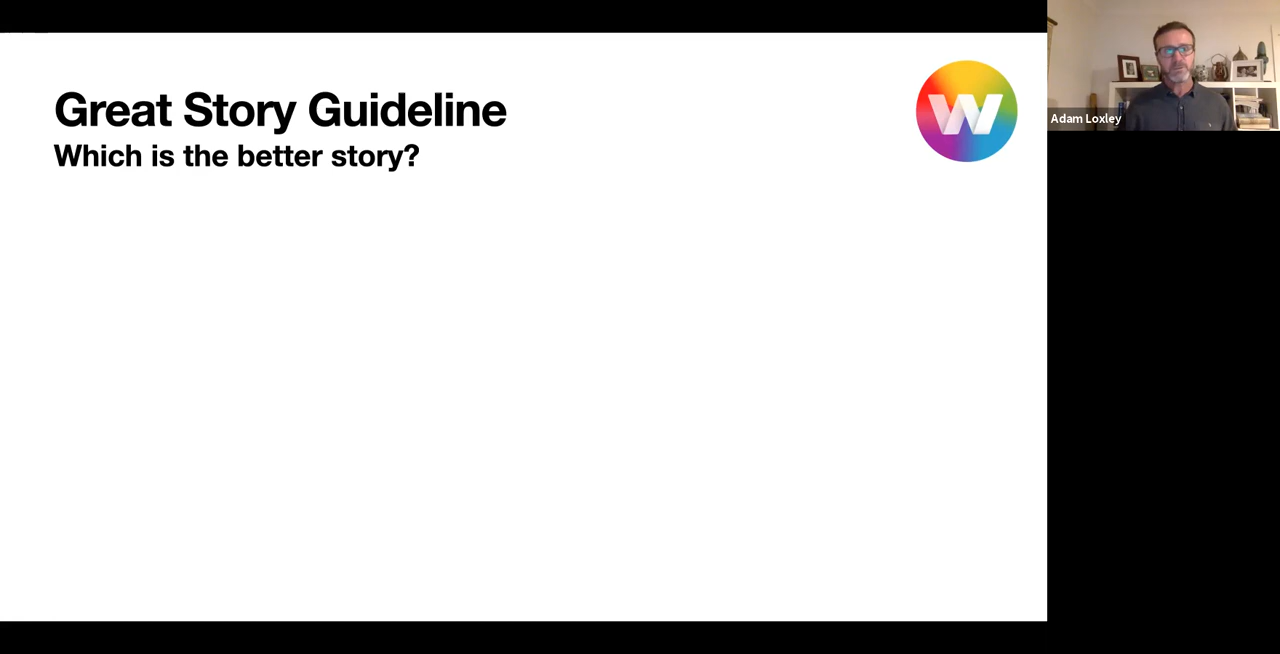 Great Story Guideline
Which is the better story?
W
Adam Loxley